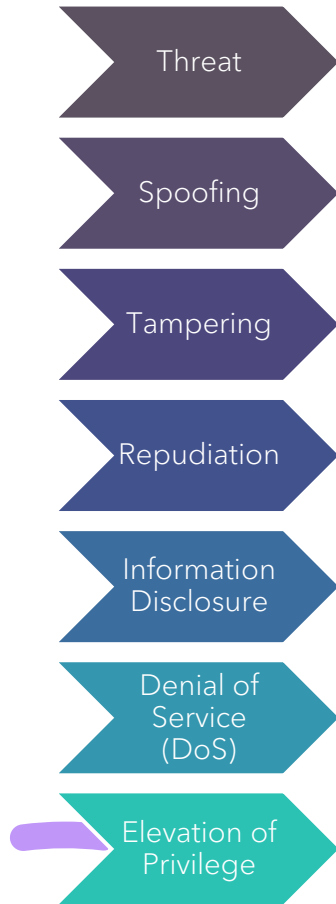 Threat
Spoofing
Tampering
Repudiation
Information
Disclosure
Denial of
Service
(DoS)
Elevation of
Privilege